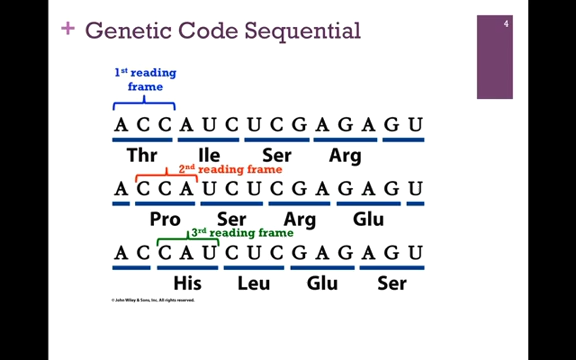 + Genetic Code Sequential
4
1st reading
frame
A C C A U C U C G A G A G U
Thr Ile Ser Arg
2nd reading frame
A C C A U C U C G A G A G U
Pro Ser Arg Glu
3rd reading frame
A C C A U C U C G A G A G U
His Leu Glu Ser
© John Wiley & Sons, Inc. All rights reserved.